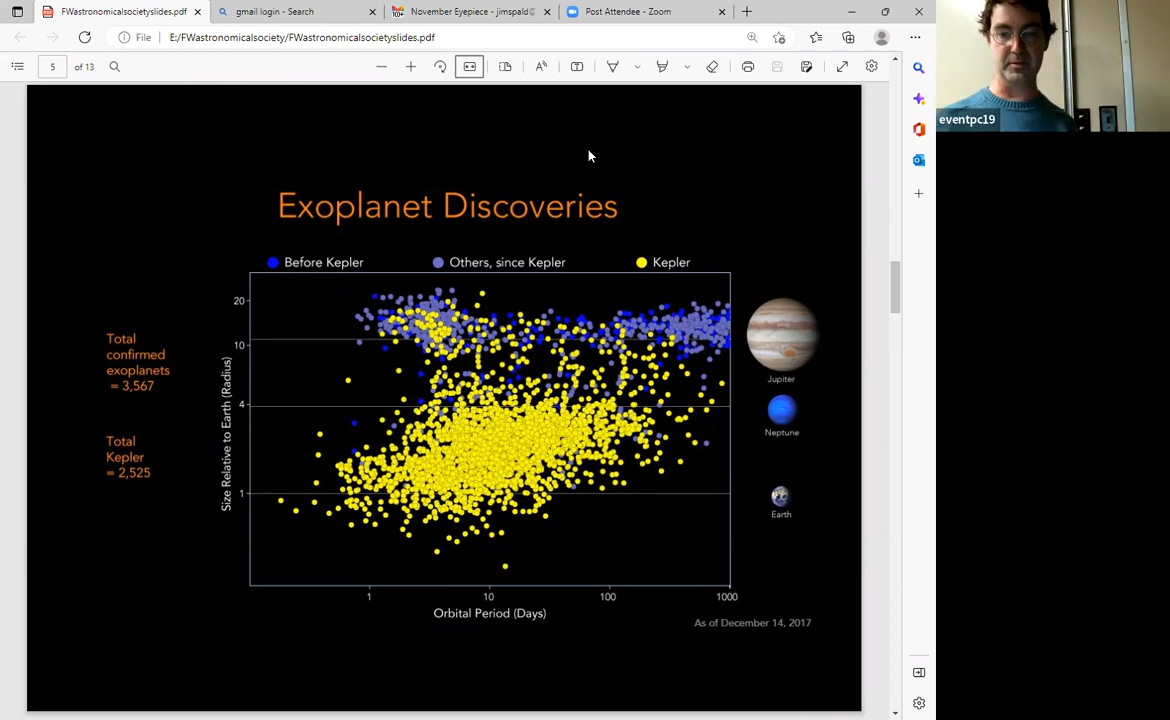 FWastronomicalsocietyslides.pdf
gmail login - Search
November Eyepiece - jimspald@
Post Attendee - Zoom
File
E:/FWastronomicalsociety/FWastronomicalsocietyslides.pdf
5 of 13
eventpc19
Exoplanet Discoveries
Before Kepler
Others, since Kepler
Kepler
Total
confirmed
exoplanets
= 3,567
Total
Kepler
= 2,525
Size Relative to Earth (Radius)
20
10
4
1
Jupiter
Neptune
Earth
1
10
100
1000
Orbital Period (Days)
As of December 14, 2017